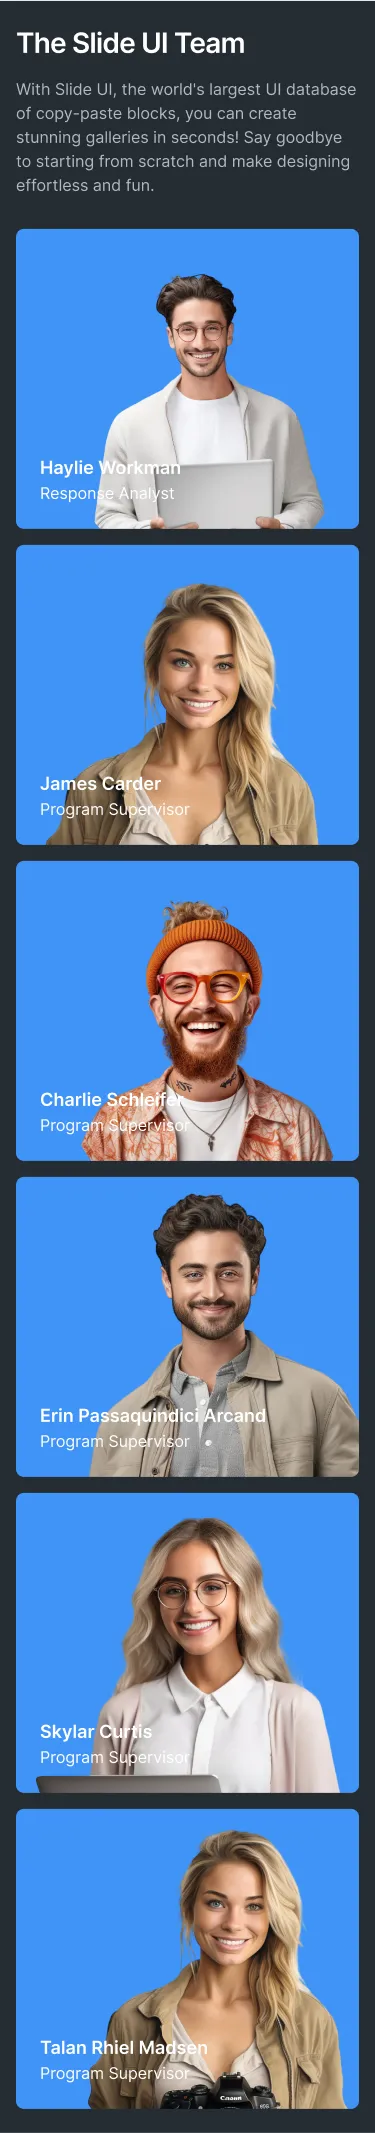 The Slide UI Team
With Slide UI, the world's largest UI database
of copy-paste blocks, you can create
stunning galleries in seconds! Say goodbye
to starting from scratch and make designing
effortless and fun.
Haylie Workman
Response Analyst
James Carder
Program Supervisor
Charlie Schleifer
Program Supervisor
Erin Passaquindici Arcand
Program Supervisor
Skylar Curtis
Program Supervisor
Talan Rhiel Madsen
Program Supervisor
Canon